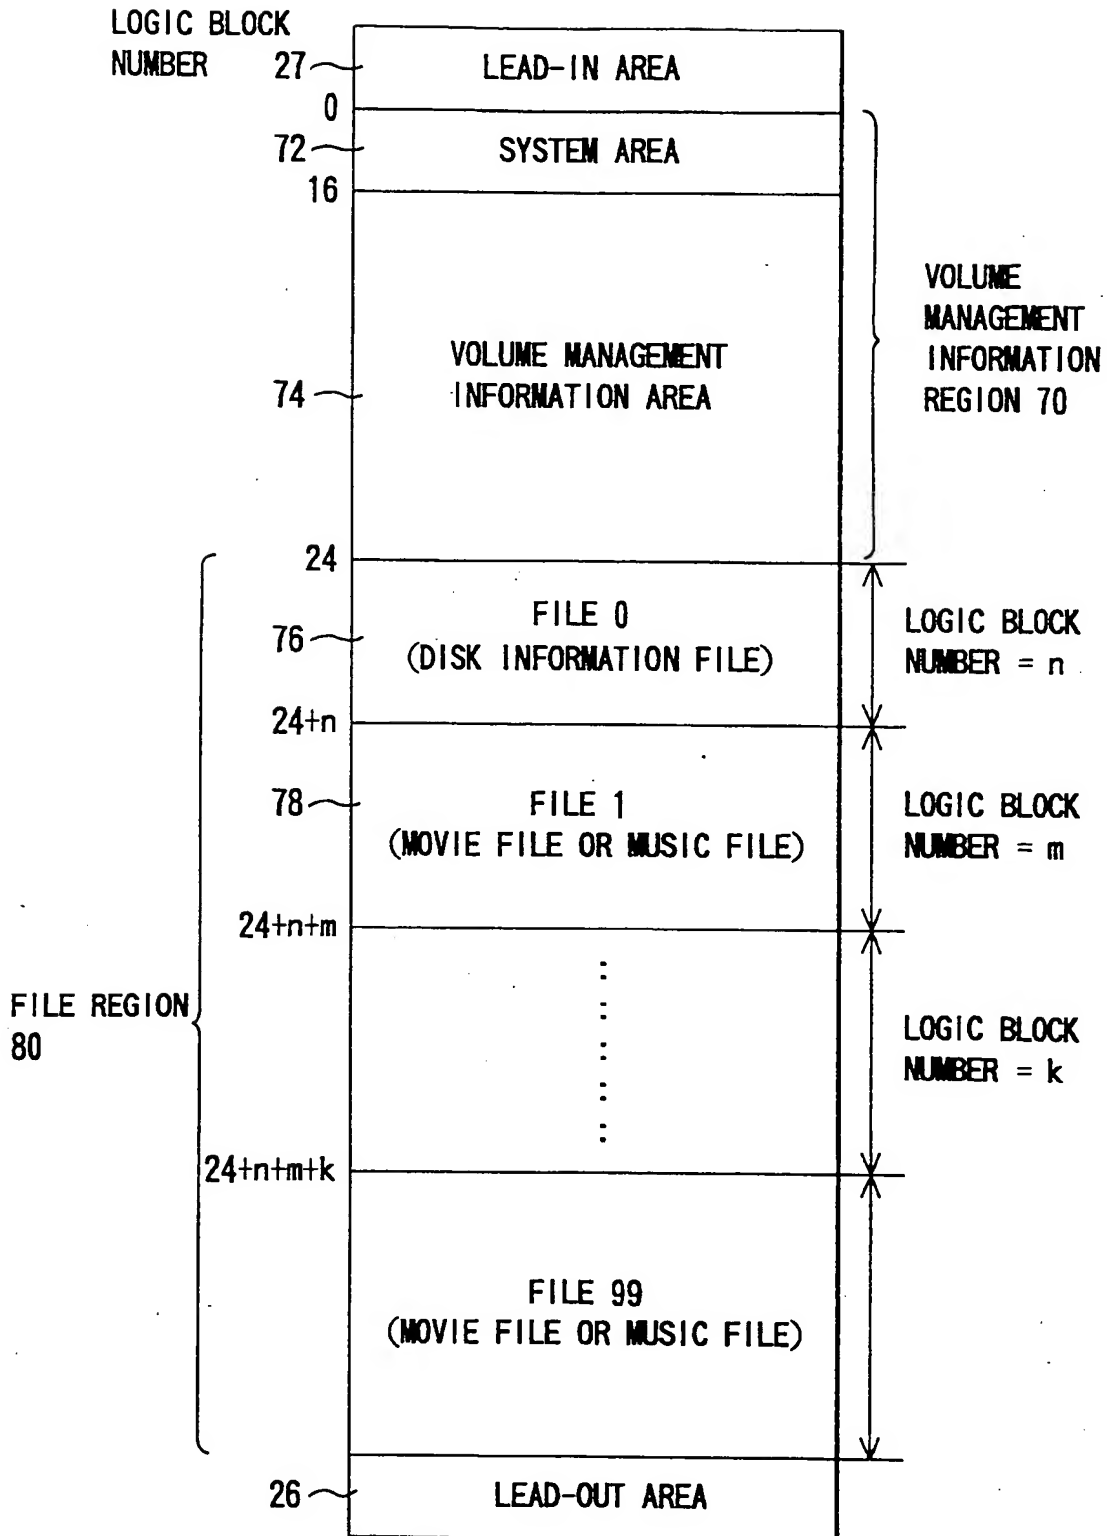 LOGIC BLOCK
NUMBER
27
LEAD-IN AREA
0
72
SYSTEM AREA
16
VOLUME
MANAGEMENT
INFORMATION
REGION 70
VOLUME MANAGEMENT
INFORMATION AREA
74
24
FILE 0
(DISK INFORMATION FILE)
76
LOGIC BLOCK
NUMBER = n
24+n
78
FILE 1
(MOVIE FILE OR MUSIC FILE)
LOGIC BLOCK
NUMBER = m
24+n+m
FILE REGION
80
LOGIC BLOCK
NUMBER = k
24+n+m+k
FILE 99
(MOVIE FILE OR MUSIC FILE)
26
LEAD-OUT AREA